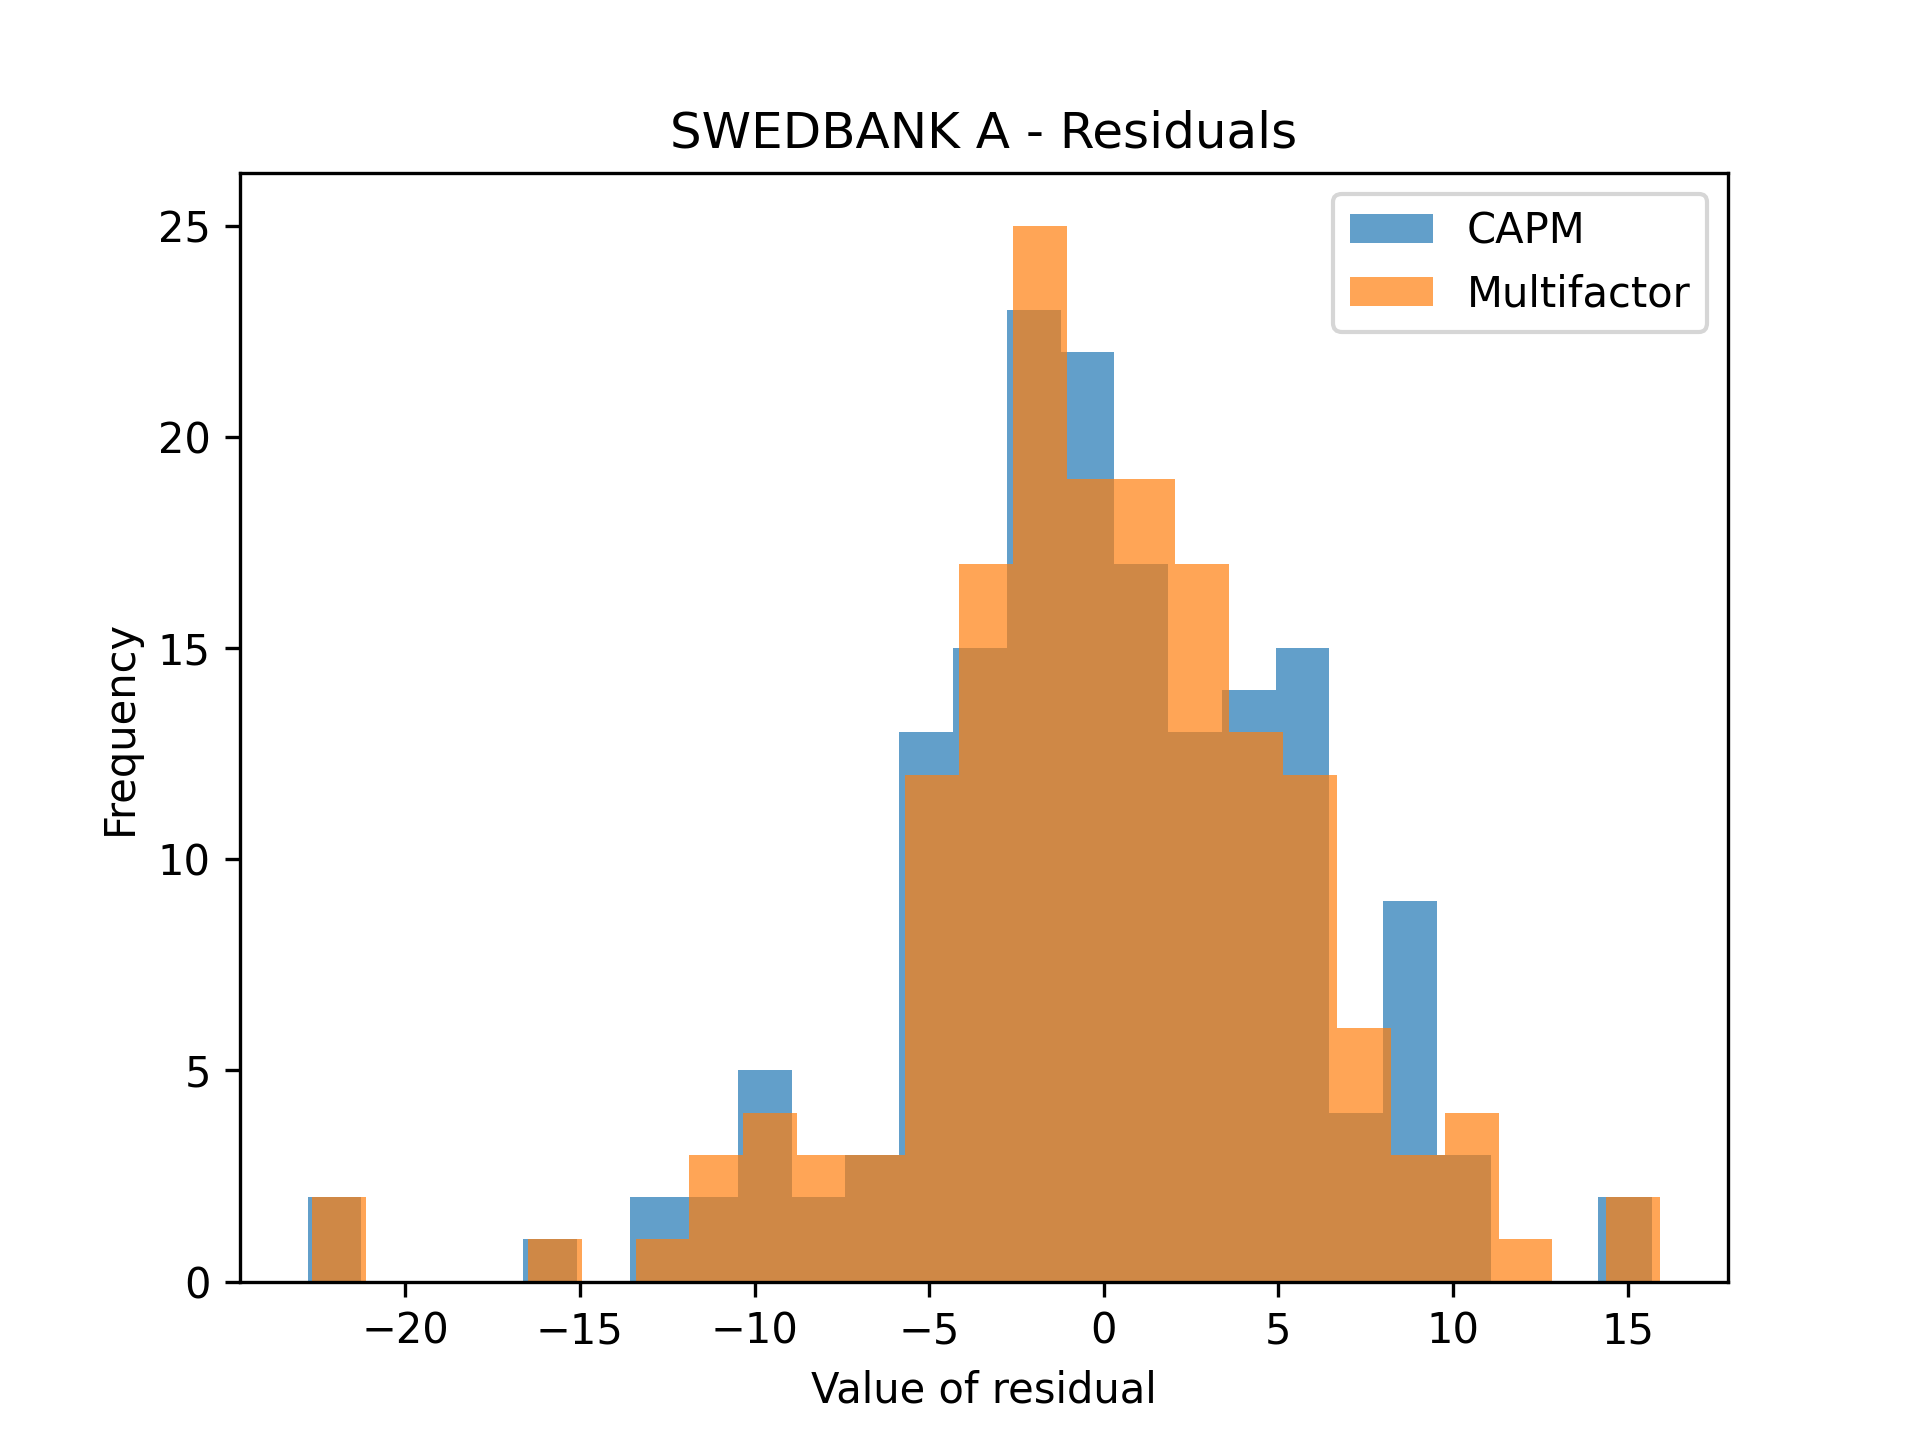 SWEDBANK A - Residuals
CAPM
Multifactor
25
20
15
10
5
0
Frequency
−20 −15 −10 −5 0 5 10 15
Value of residual